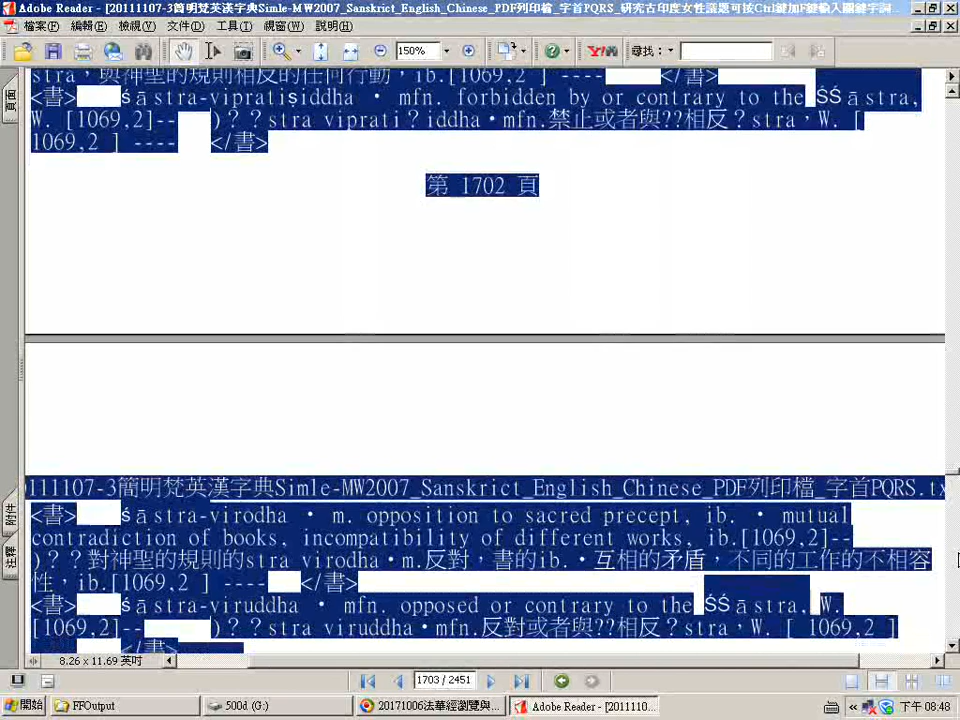 Adobe Reader - [20111107-3簡明梵英漢字典Simle-MW2007_Sanskrict_English_Chinese_PDF列印檔_字首PQRS_研究古印度女性議題可按Ctrl鍵加F鍵輸入關鍵字詞
檔案(F) 編輯(E) 檢視(V) 文件(D) 工具(T) 視窗(W) 說明(H)
150% 尋找：
頁面
stra，與神聖的規則相反的任何行動，ib.[1069,2 ] ---- </書>
<書> śāstra-vipratiṣiddha • mfn. forbidden by or contrary to the ŚŚāstra,
W. [1069,2]-- )？？stra viprati？iddha•mfn.禁止或者與??相反？stra，W. [
1069,2 ] ---- </書>
第 1702 頁
0111107-3簡明梵英漢字典Simle-MW2007_Sanskrict_English_Chinese_PDF列印檔_字首PQRS.tx
<書> śāstra-virodha • m. opposition to sacred precept, ib. • mutual
contradiction of books, incompatibility of different works, ib.[1069,2]--
)？？對神聖的規則的stra virodha•m.反對，書的ib.•互相的矛盾，不同的工作的不相容
性，ib.[1069,2 ] ---- </書>
<書> śāstra-viruddha • mfn. opposed or contrary to the ŚŚāstra, W.
[1069,2]-- )？？stra viruddha•mfn.反對或者與??相反？stra，W. [ 1069,2 ]
---- </書>
附件
注釋
8.26 x 11.69 英吋
1703 / 2451
開始 FFOutput 500d (G:) 20171006法華經瀏覽與... Adobe Reader - [2011110... 下午 08:48